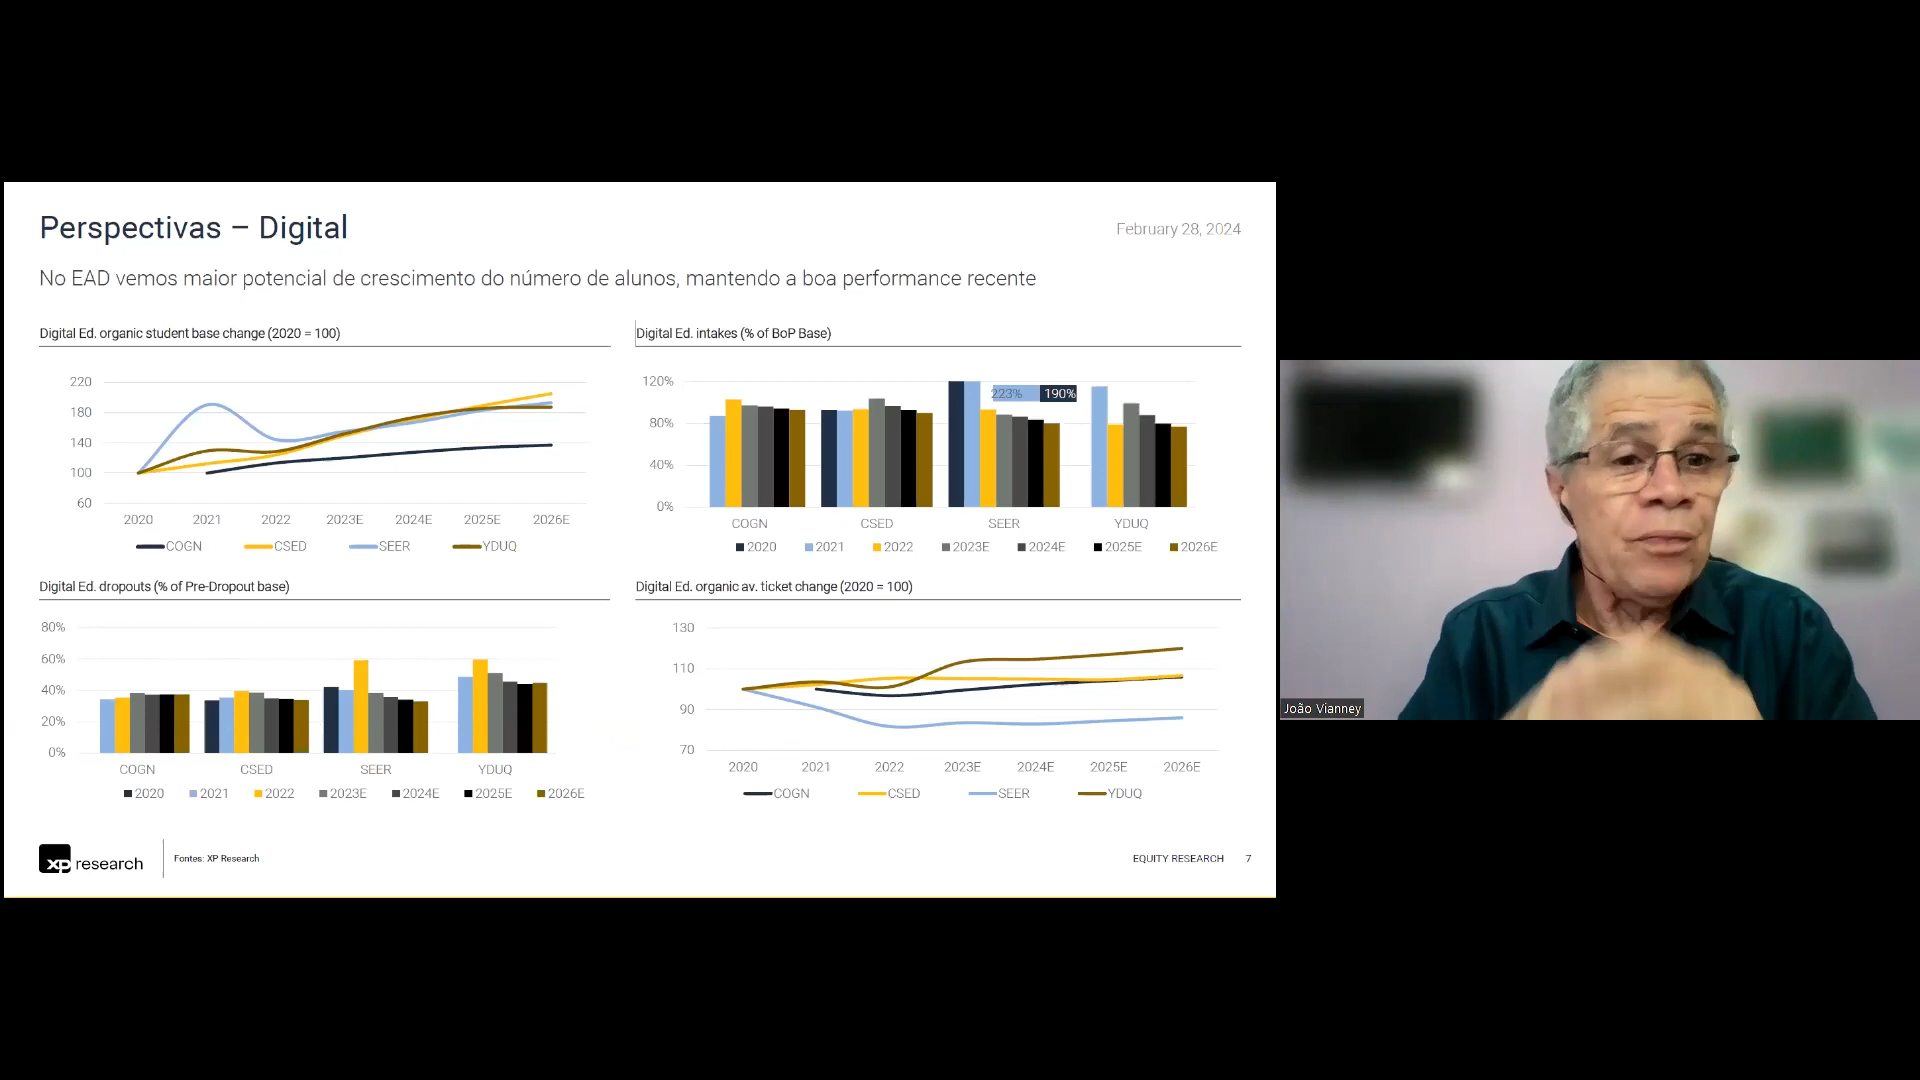 Perspectivas – Digital
February 28, 2024
No EAD vemos maior potencial de crescimento do número de alunos, mantendo a boa performance recente
Digital Ed. organic student base change (2020 = 100)
220
180
140
100
60
2020 2021 2022 2023E 2024E 2025E 2026E
COGN CSED SEER YDUQ
Digital Ed. intakes (% of BoP Base)
120%
80%
40%
0%
223% 190%
COGN CSED SEER YDUQ
2020 2021 2022 2023E 2024E 2025E 2026E
Digital Ed. dropouts (% of Pre-Dropout base)
80%
60%
40%
20%
0%
COGN CSED SEER YDUQ
2020 2021 2022 2023E 2024E 2025E 2026E
Digital Ed. organic av. ticket change (2020 = 100)
130
110
90
70
2020 2021 2022 2023E 2024E 2025E 2026E
COGN CSED SEER YDUQ
xp research
Fontes: XP Research
EQUITY RESEARCH 7
João Vianney